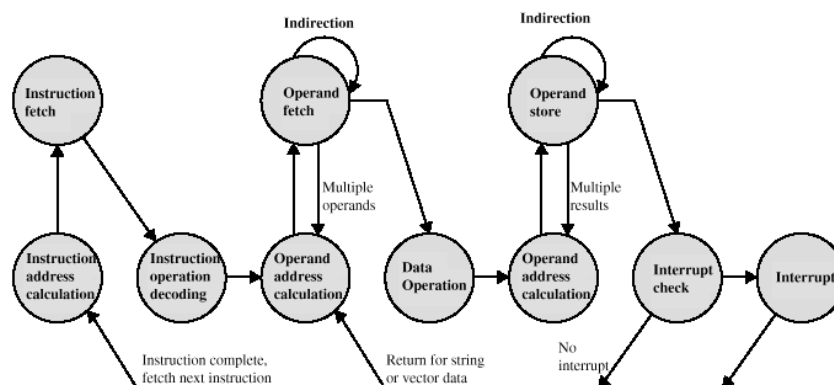 Indirection
Indirection
Instruction
fetch
Operand
fetch
Operand
store
Multiple
operands
Multiple
results
Instruction
address
calculation
Instruction
operation
decoding
Operand
address
calculation
Data
Operation
Operand
address
calculation
Interrupt
check
Interrupt
Instruction complete,
fetcth next instruction
Return for string
or vector data
No
interrupt